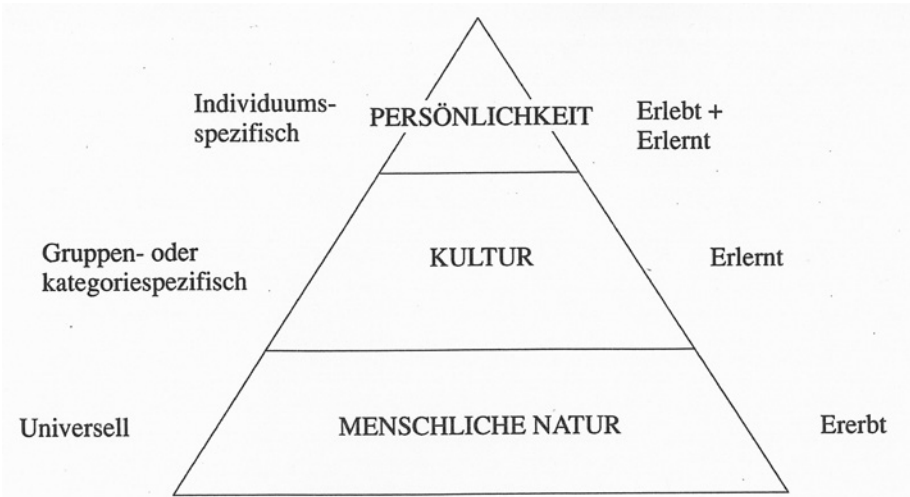 Individuums-
spezifisch
PERSÖNLICHKEIT
Erlebt +
Erlernt
Gruppen- oder
kategoriespezifisch
KULTUR
Erlernt
Universell
MENSCHLICHE NATUR
Ererbt